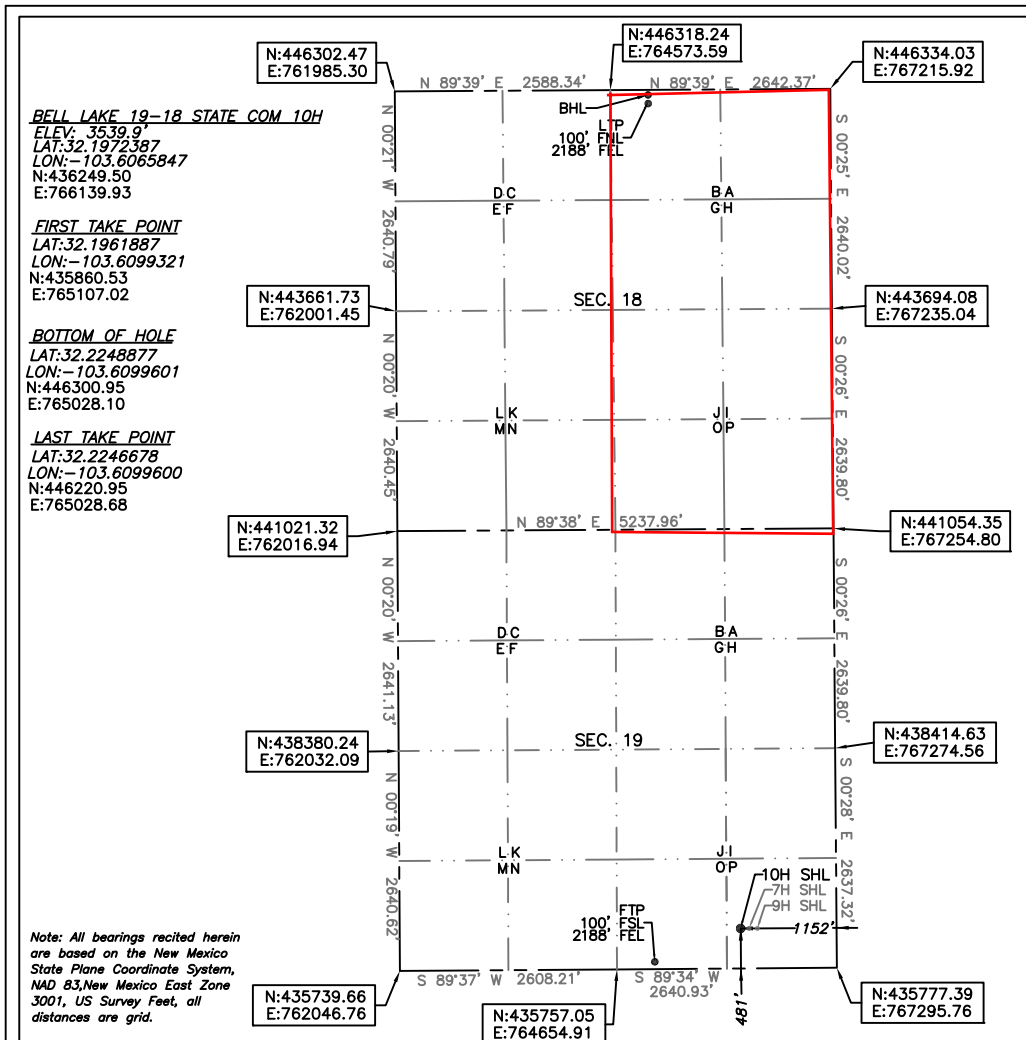 N:446302.47
E:761985.30
N:446318.24
E:764573.59
N:446334.03
E:767215.92
N 89°39' E 2588.34'
N 89°39' E 2642.37'
BELL LAKE 19-18 STATE COM 10H
ELEV: 3539.9'
LAT:32.1972387
LON:-103.6065847
N:436249.50
E:766139.93
FIRST TAKE POINT
LAT:32.1961887
LON:-103.6099321
N:435860.53
E:765107.02
BOTTOM OF HOLE
LAT:32.2248877
LON:-103.6099601
N:446300.95
E:765028.10
LAST TAKE POINT
LAT:32.2246678
LON:-103.6099600
N:446220.95
E:765028.68
BHL
LTP
100' FNL
2188' FEL
N 00°21' W 2640.79'
S 00°25' E 2640.02'
D C
E F
B A
G H
N:443661.73
E:762001.45
SEC. 18
N:443694.08
E:767235.04
N 00°20' W 2640.45'
S 00°26' E 2639.80'
L K
M N
J I
O P
N:441021.32
E:762016.94
N 89°38' E 5237.96'
N:441054.35
E:767254.80
N 00°20' W 2641.13'
S 00°26' E 2639.80'
D C
E F
B A
G H
N:438380.24
E:762032.09
SEC. 19
N:438414.63
E:767274.56
N 00°19' W 2640.62'
S 00°28' E 2637.32'
L K
M N
J I
O P
10H SHL
7H SHL
9H SHL
1152'
FTP
100' FSL
2188' FEL
481'
S 89°37' W 2608.21'
S 89°34' W
2640.93'
Note: All bearings recited herein
are based on the New Mexico
State Plane Coordinate System,
NAD 83,New Mexico East Zone
3001, US Survey Feet, all
distances are grid.
N:435739.66
E:762046.76
N:435757.05
E:764654.91
N:435777.39
E:767295.76